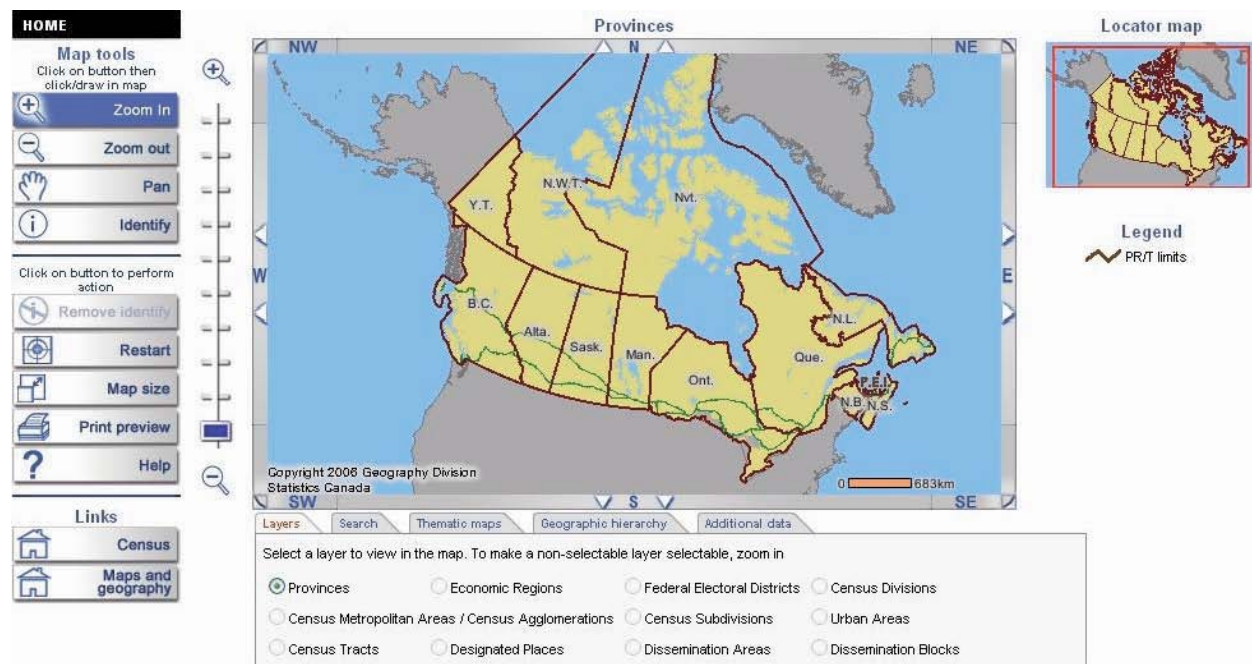 HOME
Map tools
Click on button then
click/draw in map
Zoom In
Zoom out
Pan
Identify
Click on button to perform
action
Remove identify
Restart
Map size
Print preview
? Help
Links
Census
Maps and
geography
Provinces
NW N NE
W E
Y.T.
N.W.T.
Nvt.
B.C.
Alta.
Sask.
Man.
Ont.
Que.
N.L.
P.E.I.
N.B. N.S.
Copyright 2006 Geography Division
Statistics Canada
0 683km
SW S SE
Locator map
Legend
PR/T limits
Layers Search Thematic maps Geographic hierarchy Additional data
Select a layer to view in the map. To make a non-selectable layer selectable, zoom in
Provinces Economic Regions Federal Electoral Districts Census Divisions
Census Metropolitan Areas / Census Agglomerations Census Subdivisions Urban Areas
Census Tracts Designated Places Dissemination Areas Dissemination Blocks